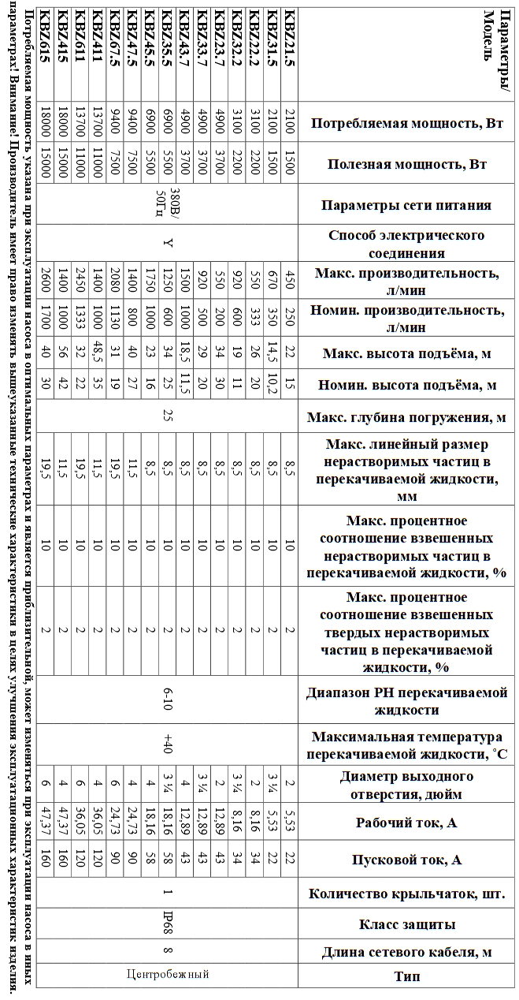 Параметры/
Модель
Потребляемая мощность, Вт
Полезная мощность, Вт
Параметры сети питания
Способ электрического
соединения
Макс. производительность,
л/мин
Номин. производительность,
л/мин
Макс. высота подъёма, м
Номин. высота подъёма, м
Макс. глубина погружения, м
Макс. линейный размер
нерастворимых частиц в
перекачиваемой жидкости,
мм
Макс. процентное
соотношение взвешенных
нерастворимых частиц в
перекачиваемой жидкости, %
Макс. процентное
соотношение взвешенных
твердых нерастворимых
частиц в перекачиваемой
жидкости, %
Диапазон PH перекачиваемой
жидкости
Максимальная температура
перекачиваемой жидкости, ˚С
Диаметр выходного
отверстия, дюйм
Рабочий ток, А
Пусковой ток, А
Количество крыльчаток, шт.
Класс защиты
Длина сетевого кабеля, м
Тип
KBZ21.5 2100 1500 450 250 22 15 8,5 10 2 2 5,53 22
KBZ31.5 2100 1500 670 350 14,5 10,2 8,5 10 2 3 ¼ 5,53 22
KBZ22.2 3100 2200 550 333 26 20 8,5 10 2 2 8,16 34
KBZ32.2 3100 2200 920 600 19 11 8,5 10 2 3 ¼ 8,16 34
KBZ23.7 4900 3700 550 200 34 30 8,5 10 2 2 12,89 43
KBZ33.7 4900 3700 920 500 29 20 8,5 10 2 3 ¼ 12,89 43
KBZ43.7 4900 3700 1500 1000 18,5 11,5 8,5 10 2 4 12,89 43
KBZ35.5 6900 5500 380В/ 50Гц Y 1250 600 34 25 25 8,5 10 2 6-10 +40 3 ¼ 18,16 58 1 IP68 8 Центробежный
KBZ45.5 6900 5500 1750 1000 23 16 8,5 10 2 4 18,16 58
KBZ47.5 9400 7500 1400 800 40 27 11,5 10 2 4 24,73 90
KBZ67.5 9400 7500 2080 1130 31 19 19,5 10 2 6 24,73 90
KBZ411 13700 11000 1400 1000 48,5 35 11,5 10 2 4 36,05 120
KBZ611 13700 11000 2450 1333 32 22 19,5 10 2 6 36,05 120
KBZ415 18000 15000 1400 1000 56 42 11,5 10 2 4 47,37 160
KBZ615 18000 15000 2600 1700 40 30 19,5 10 2 6 47,37 160
Потребляемая мощность указана при эксплуатации насоса в оптимальных параметрах и является приблизительной, может изменяться при эксплуатации насоса в иных
параметрах! Внимание! Производитель имеет право изменять вышеуказанные технические характеристики в целях улучшения эксплуатационных характеристик изделия.